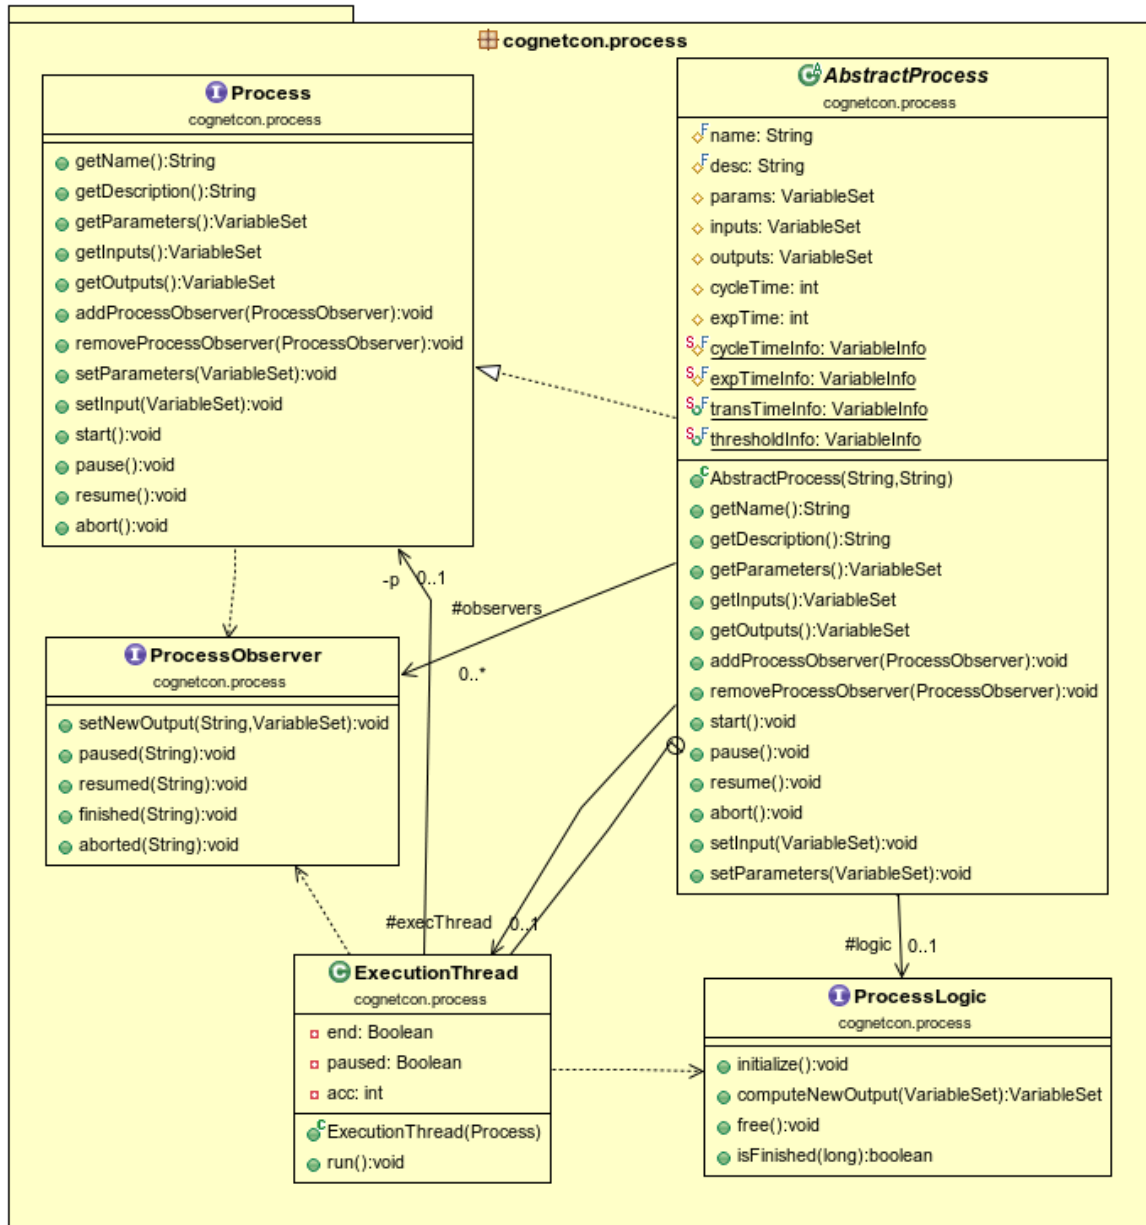 cognetcon.process
Process
cognetcon.process
getName():String
getDescription():String
getParameters():VariableSet
getInputs():VariableSet
getOutputs():VariableSet
addProcessObserver(ProcessObserver):void
removeProcessObserver(ProcessObserver):void
setParameters(VariableSet):void
setInput(VariableSet):void
start():void
pause():void
resume():void
abort():void
AbstractProcess
cognetcon.process
name: String
desc: String
params: VariableSet
inputs: VariableSet
outputs: VariableSet
cycleTime: int
expTime: int
cycleTimeInfo: VariableInfo
expTimeInfo: VariableInfo
transTimeInfo: VariableInfo
thresholdInfo: VariableInfo
AbstractProcess(String,String)
getName():String
getDescription():String
getParameters():VariableSet
getInputs():VariableSet
getOutputs():VariableSet
addProcessObserver(ProcessObserver):void
removeProcessObserver(ProcessObserver):void
start():void
pause():void
resume():void
abort():void
setInput(VariableSet):void
setParameters(VariableSet):void
-p 0..1
#observers
0..*
ProcessObserver
cognetcon.process
setNewOutput(String,VariableSet):void
paused(String):void
resumed(String):void
finished(String):void
aborted(String):void
#execThread 0..1
#logic 0..1
ExecutionThread
cognetcon.process
end: Boolean
paused: Boolean
acc: int
ExecutionThread(Process)
run():void
ProcessLogic
cognetcon.process
initialize():void
computeNewOutput(VariableSet):VariableSet
free():void
isFinished(long):boolean